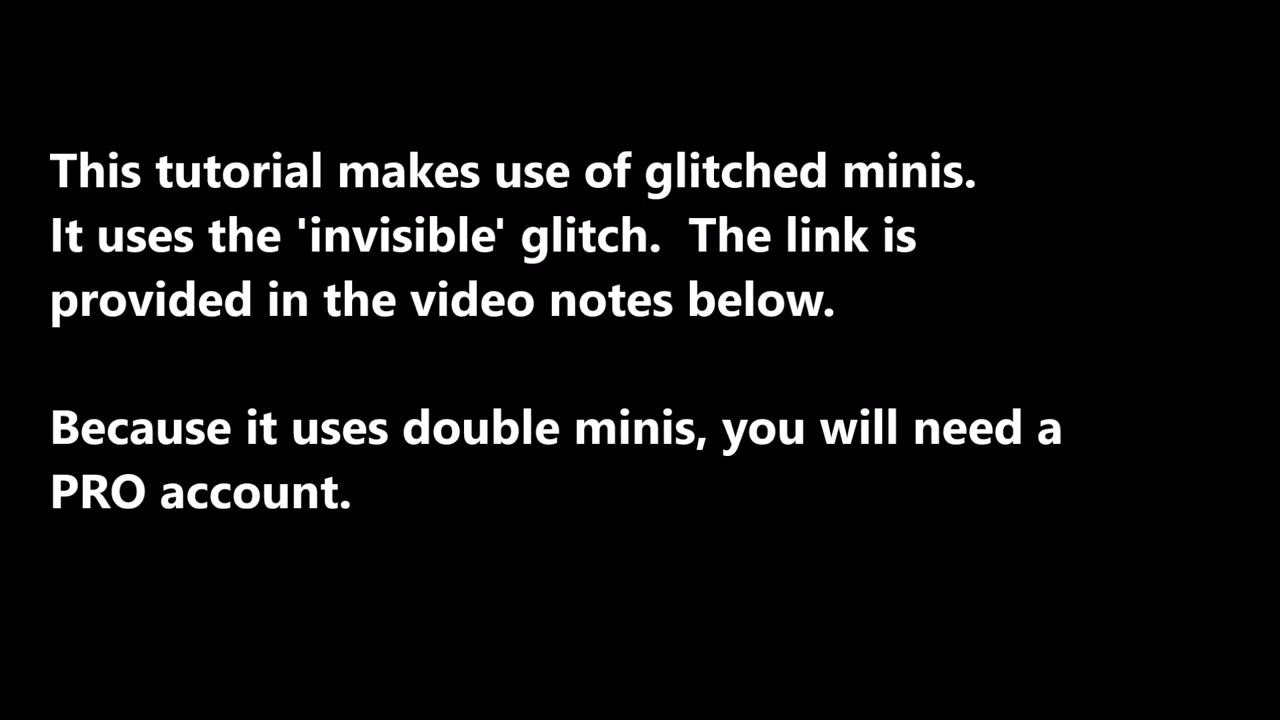 This tutorial makes use of glitched minis.
It uses the 'invisible' glitch.  The link is
provided in the video notes below.
Because it uses double minis, you will need a
PRO account.